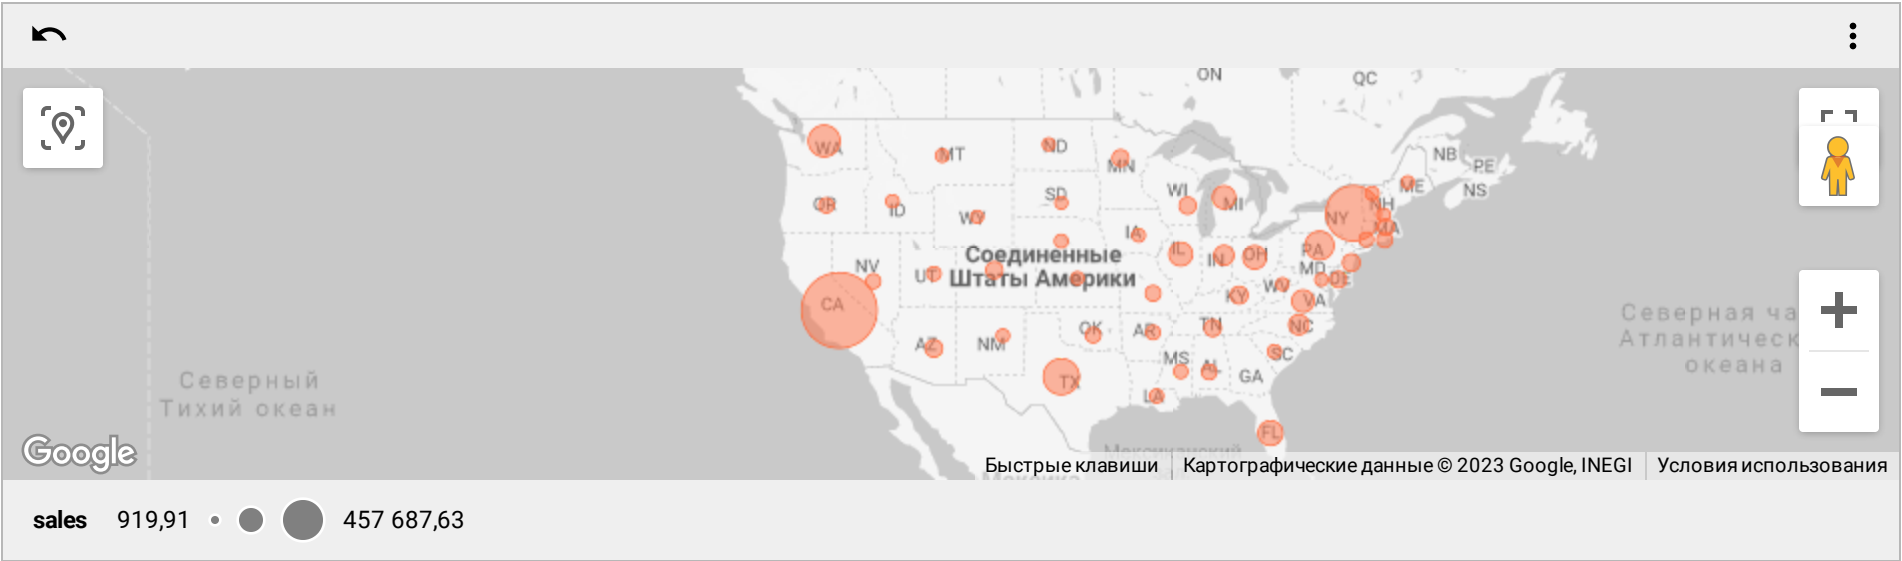 ON
QC
WA
MT
ND
MN
NB
PE
OR
ID
WY
SD
WI
MI
ME
NS
NH
NY
MA
IA
Соединенные
Штаты Америки
NV
UT
IL
IN
OH
PA
MD
DE
CA
KY
WV
VA
AZ
NM
OK
AR
TN
NC
SC
MS
AL
GA
TX
LA
FL
Северная ча
Атлантическ
океана
Северный
Тихий океан
Мексиканский
Мексика
Google
Быстрые клавиши
Картографические данные © 2023 Google, INEGI
Условия использования
sales 919,91 457 687,63